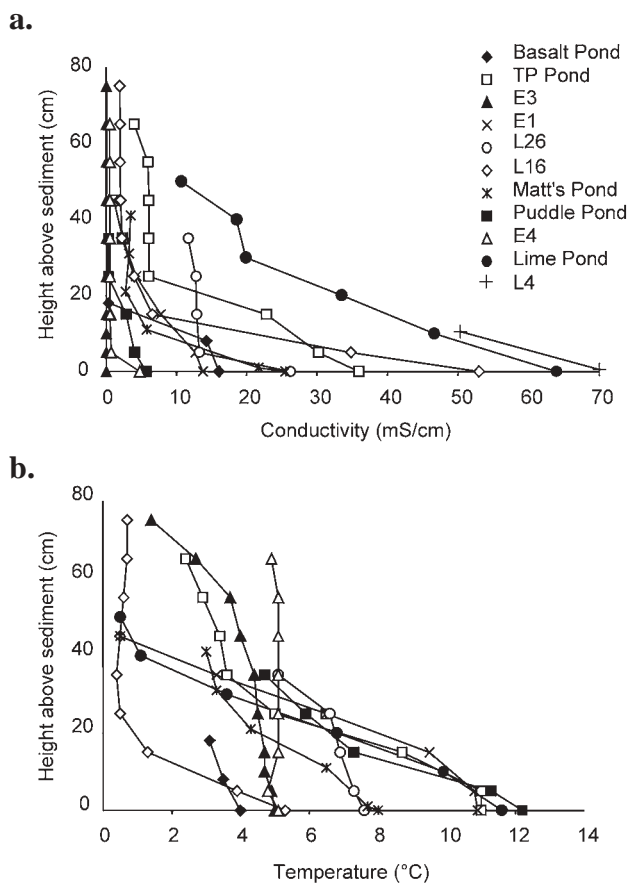 a.
Height above sediment (cm)
80
60
40
20
0
0 10 20 30 40 50 60 70
Conductivity (mS/cm)
Basalt Pond
TP Pond
E3
E1
L26
L16
Matt's Pond
Puddle Pond
E4
Lime Pond
L4
b.
Height above sediment (cm)
80
60
40
20
0
0 2 4 6 8 10 12 14
Temperature (°C)